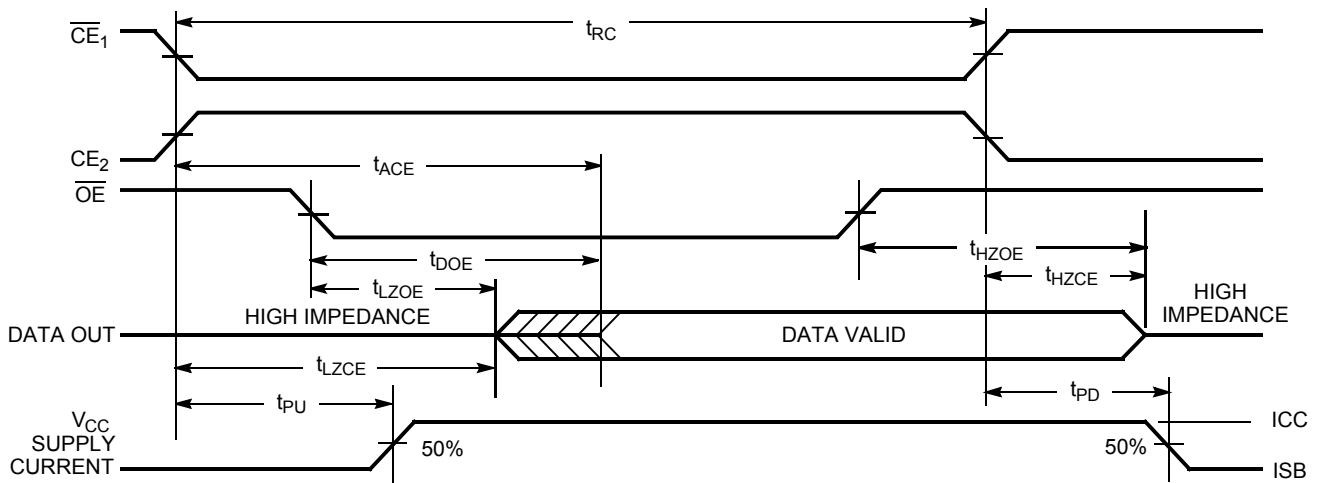 CE1
tRC
CE2
tACE
OE
tDOE
tHZOE
tLZOE
tHZCE
DATA OUT
HIGH IMPEDANCE
DATA VALID
HIGH
IMPEDANCE
tLZCE
tPU
tPD
VCC
SUPPLY
CURRENT
50%
50%
ICC
ISB